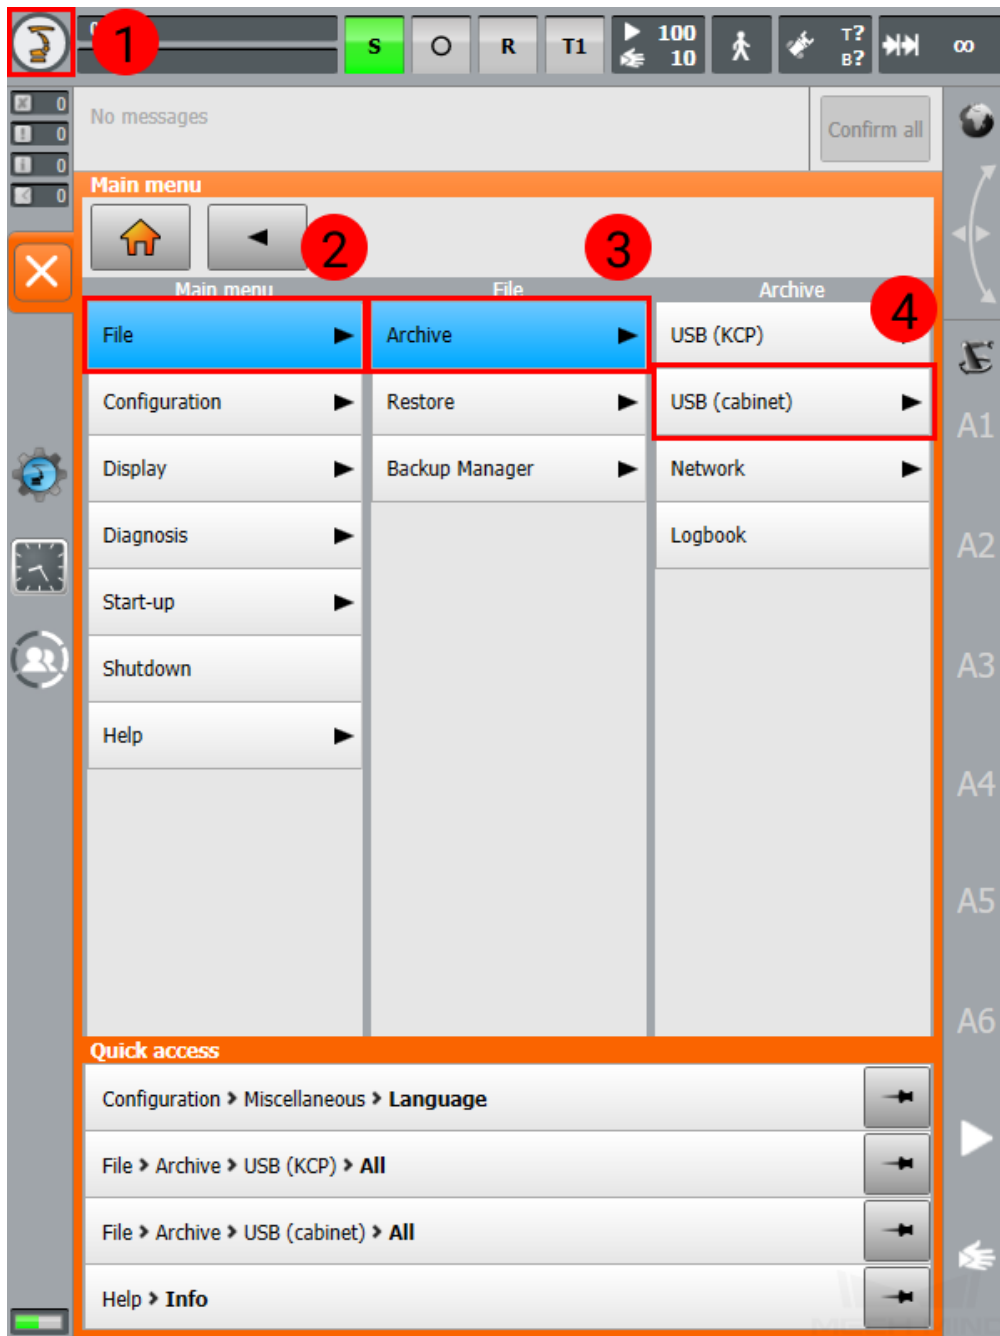 1
S
O
R
T1
100
10
T?
B?
∞
0
0
0
0
No messages
Confirm all
Main menu
2
3
4
Main menu
File
Archive
File
Archive
USB (KCP)
Configuration
Restore
USB (cabinet)
Display
Backup Manager
Network
Diagnosis
Logbook
Start-up
Shutdown
Help
A1
A2
A3
A4
A5
A6
Quick access
Configuration > Miscellaneous > Language
File > Archive > USB (KCP) > All
File > Archive > USB (cabinet) > All
Help > Info